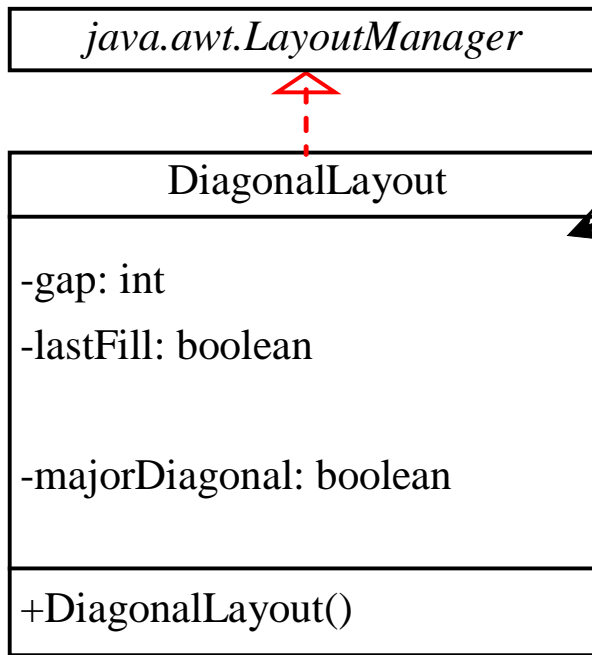 java.awt.LayoutManager
DiagonalLayout
-gap: int
-lastFill: boolean
-majorDiagonal: boolean
+DiagonalLayout()